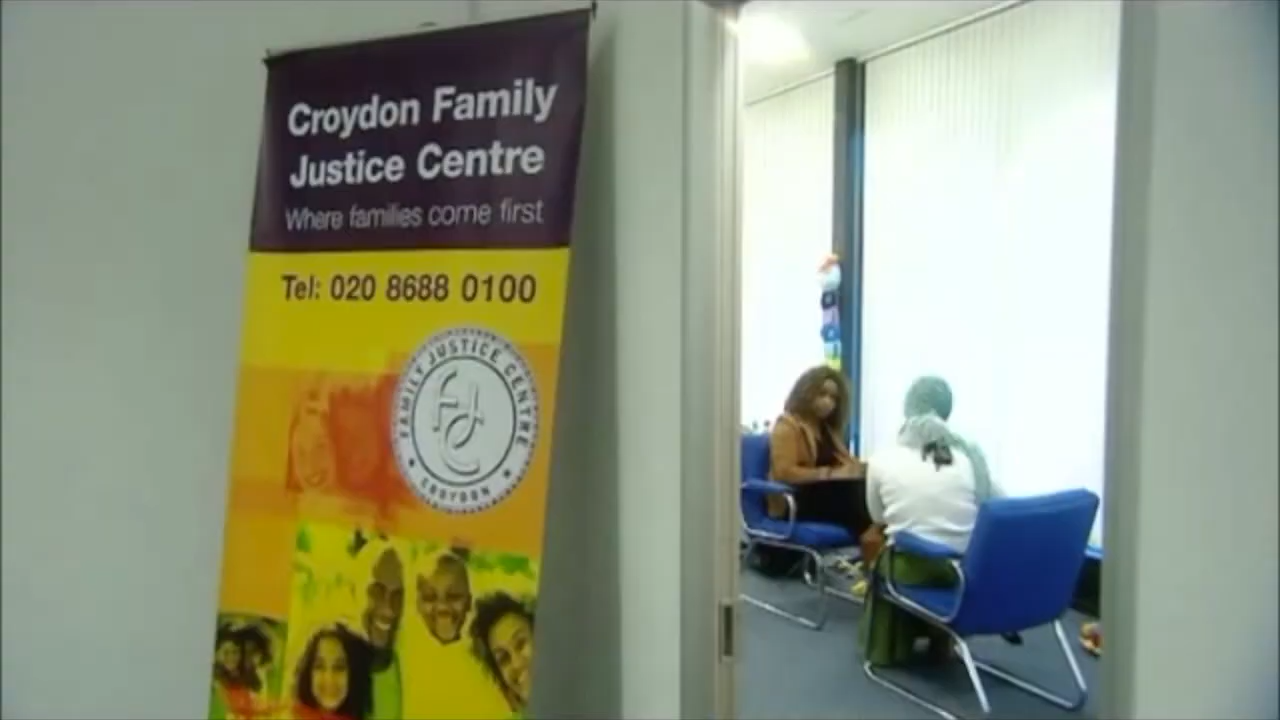 Croydon Family
Justice Centre
Where families come first
Tel: 020 8688 0100
FAMILY JUSTICE CENTRE
FJC
CROYDON